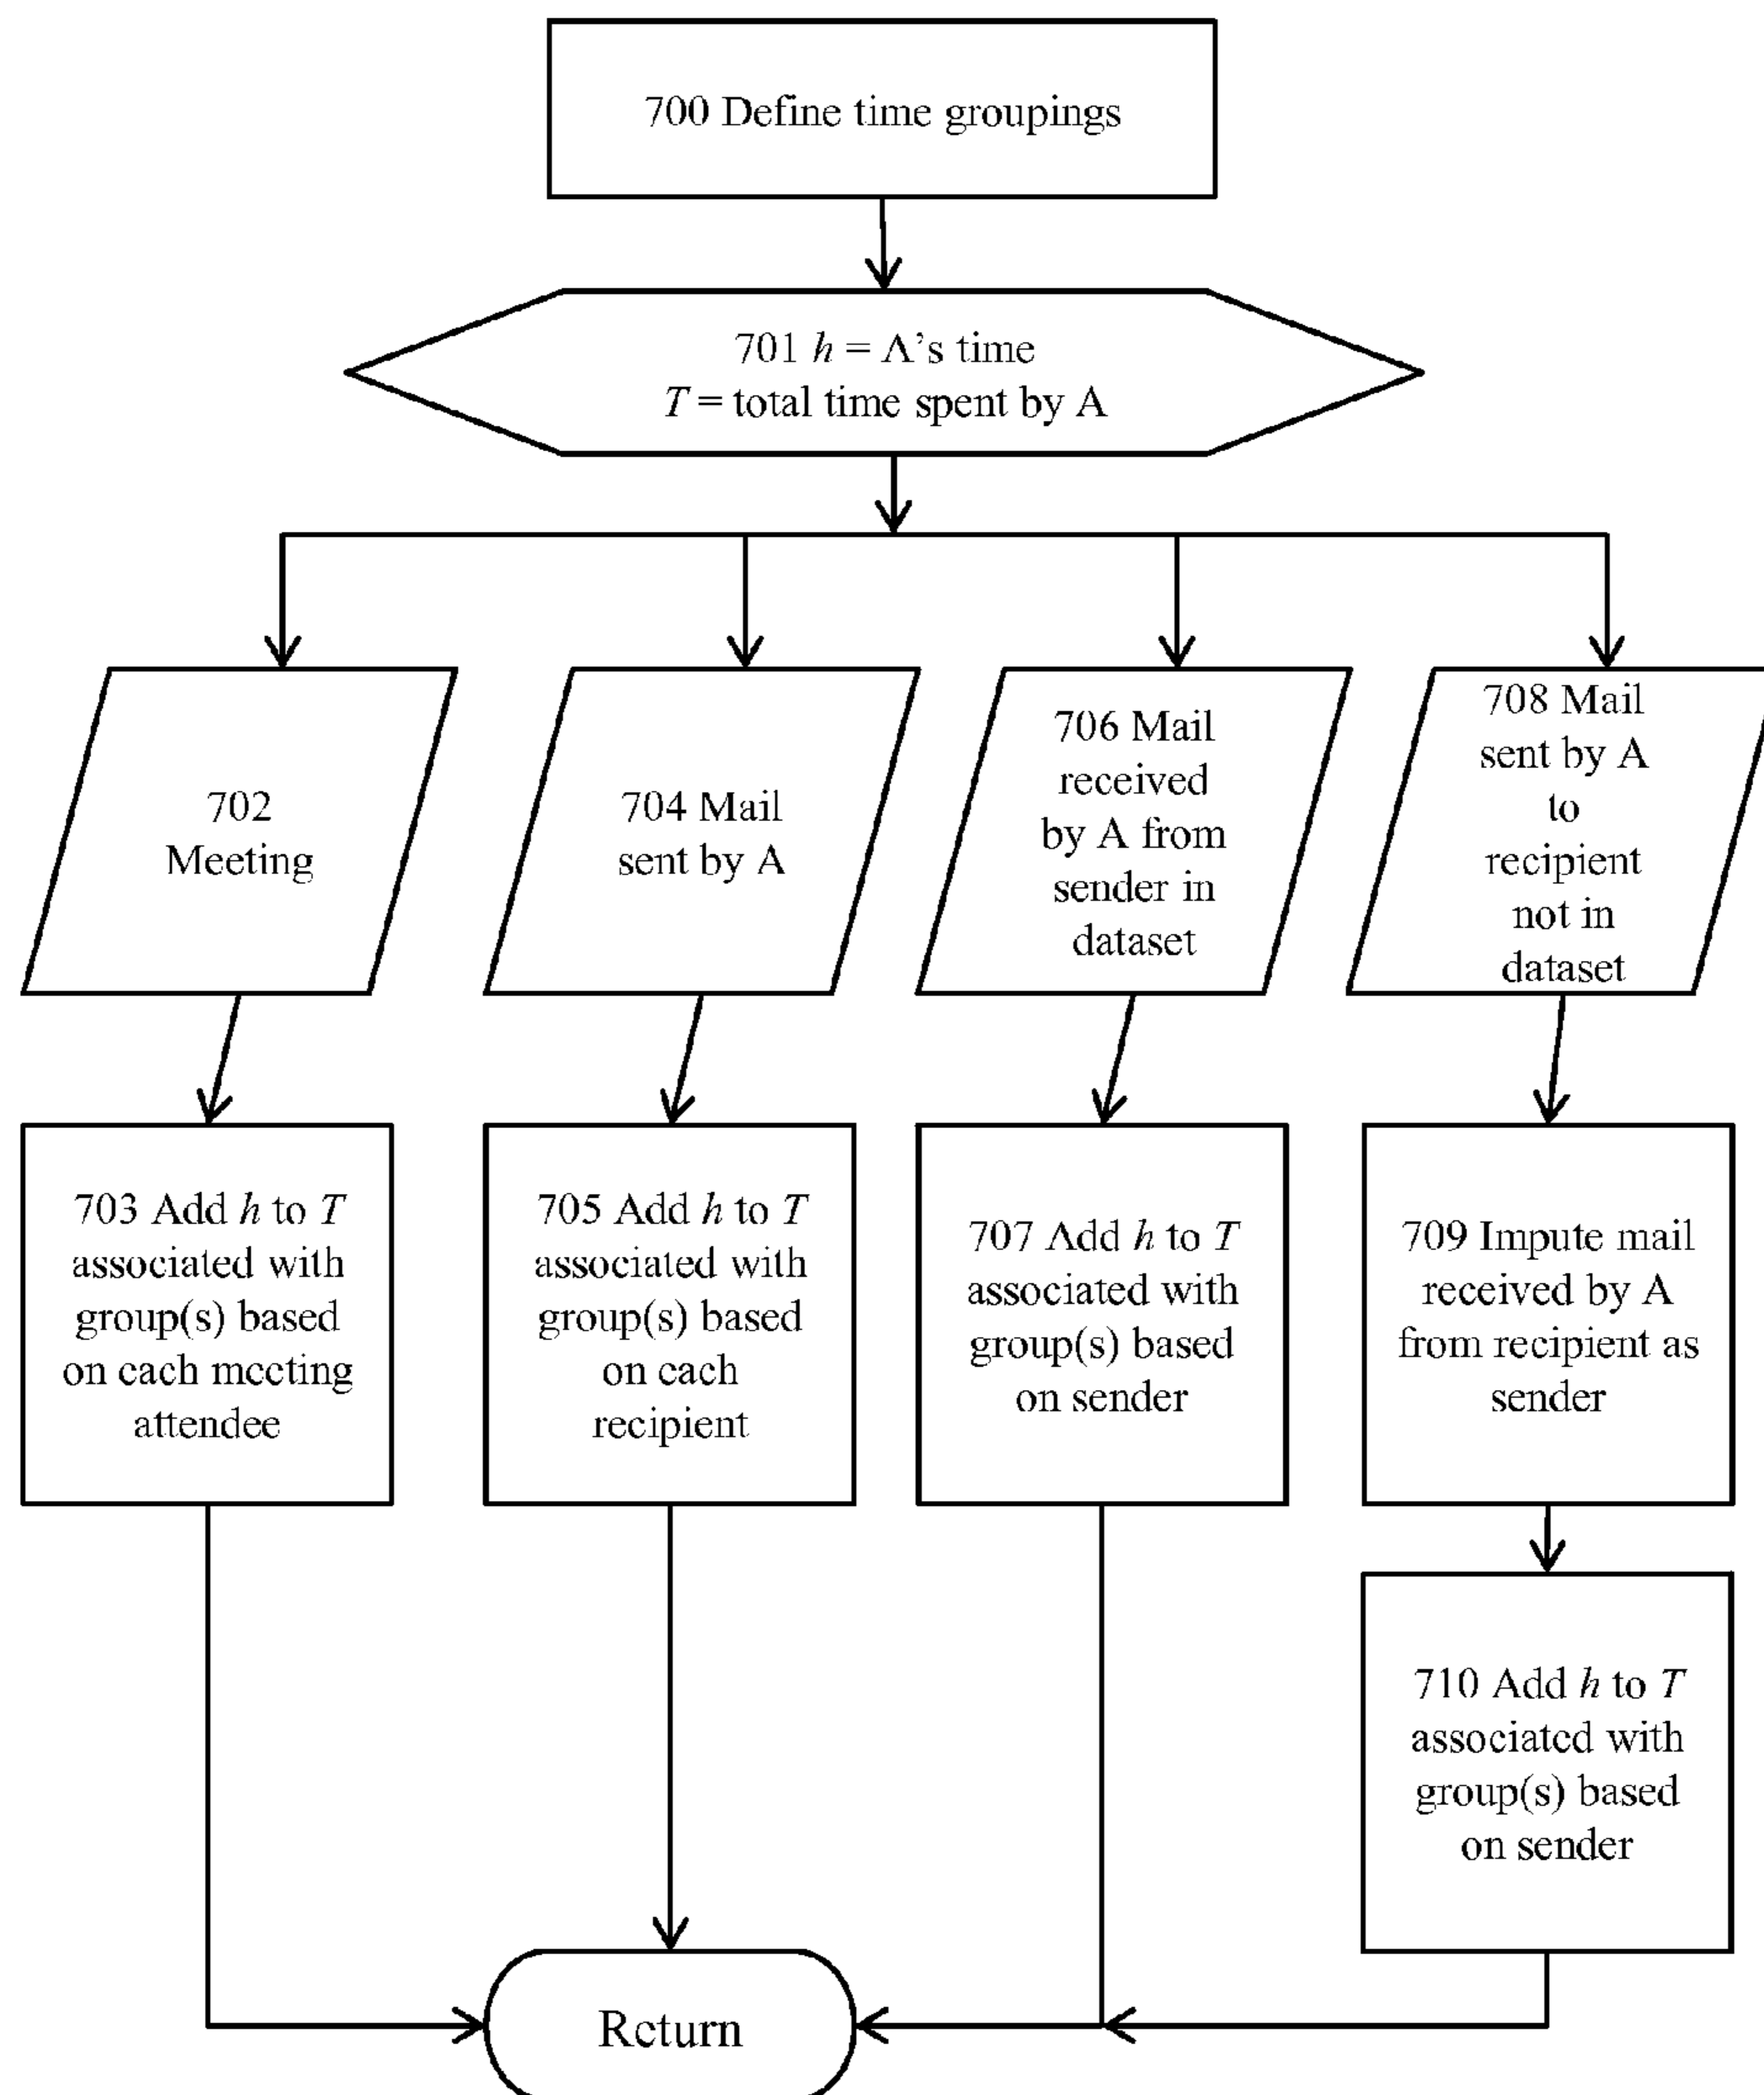 700 Define time groupings
701 h = A's time
T = total time spent by A
702
Meeting
704 Mail
sent by A
706 Mail
received
by A from
sender in
dataset
708 Mail
sent by A
to
recipient
not in
dataset
703 Add h to T
associated with
group(s) based
on each meeting
attendee
705 Add h to T
associated with
group(s) based
on each
recipient
707 Add h to T
associated with
group(s) based
on sender
709 Impute mail
received by A
from recipient as
sender
710 Add h to T
associated with
group(s) based
on sender
Return